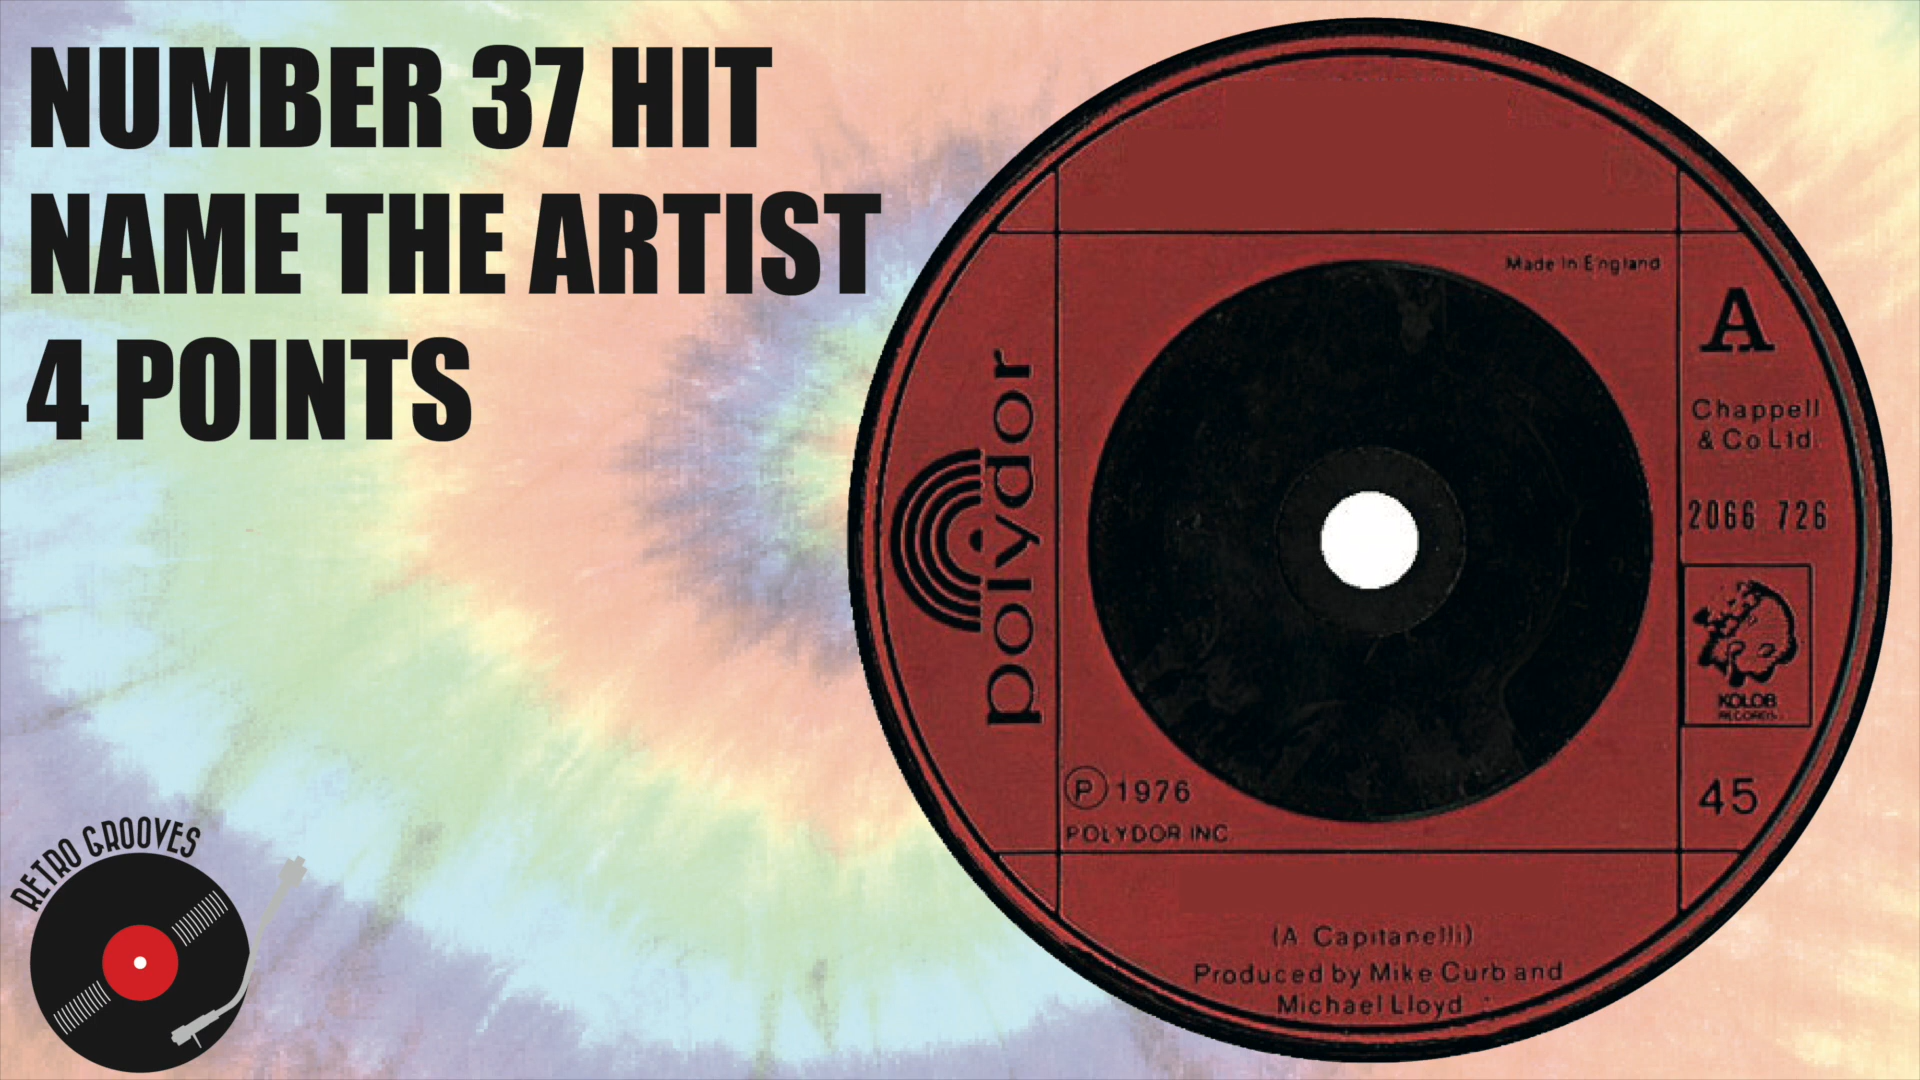 NUMBER 37 HIT
NAME THE ARTIST
4 POINTS
Made in England
A
Chappell
& Co Ltd.
2066 726
KOLOB
RECORDS
45
polydor
Ⓟ 1976
POLYDOR INC
(A Capitanelli)
Produced by Mike Curb and
Michael Lloyd
RETRO GROOVES